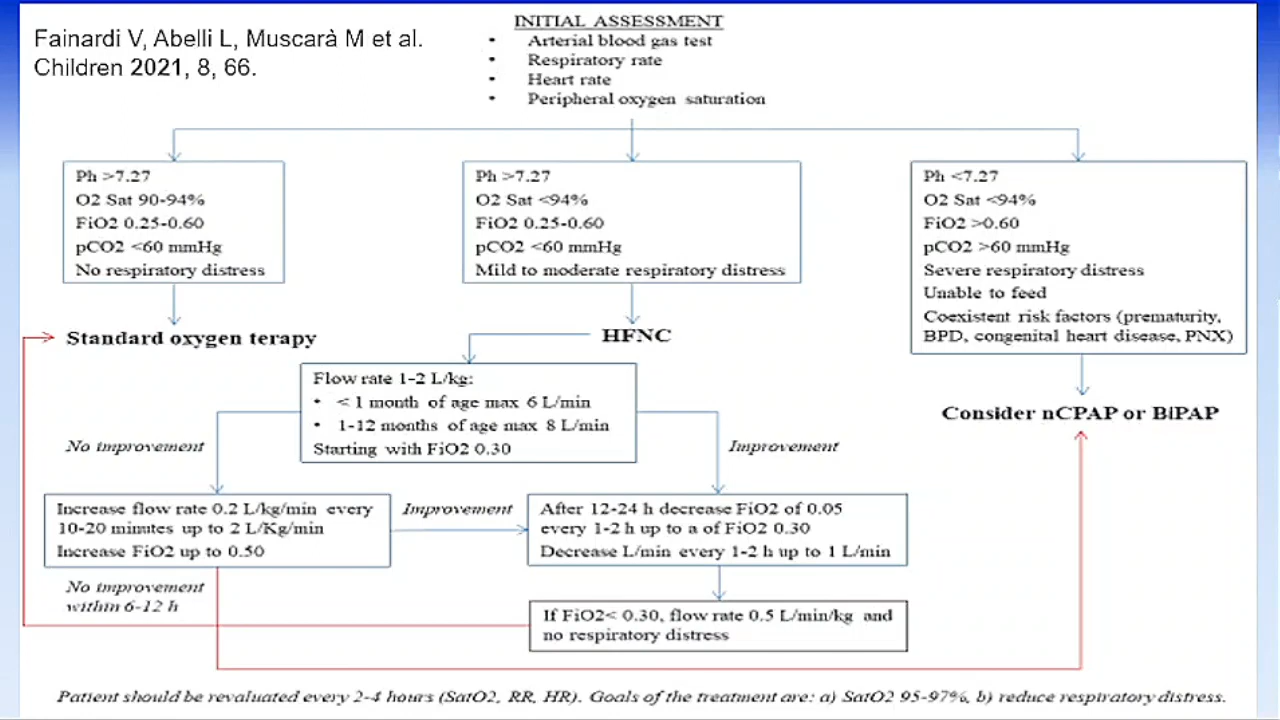 Fainardi V, Abelli L, Muscarà M et al.
Children 2021, 8, 66.
INITIAL ASSESSMENT
• Arterial blood gas test
• Respiratory rate
• Heart rate
• Peripheral oxygen saturation
Ph >7.27
O2 Sat 90-94%
FiO2 0.25-0.60
pCO2 <60 mmHg
No respiratory distress
Ph >7.27
O2 Sat <94%
FiO2 0.25-0.60
pCO2 <60 mmHg
Mild to moderate respiratory distress
Ph <7.27
O2 Sat <94%
FiO2 >0.60
pCO2 >60 mmHg
Severe respiratory distress
Unable to feed
Coexistent risk factors (prematurity,
BPD, congenital heart disease, PNX)
Standard oxygen terapy
HFNC
Consider nCPAP or BiPAP
Flow rate 1-2 L/kg:
• < 1 month of age max 6 L/min
• 1-12 months of age max 8 L/min
Starting with FiO2 0.30
No improvement
Improvement
Increase flow rate 0.2 L/kg/min every
10-20 minutes up to 2 L/Kg/min
Increase FiO2 up to 0.50
Improvement
After 12-24 h decrease FiO2 of 0.05
every 1-2 h up to a of FiO2 0.30
Decrease L/min every 1-2 h up to 1 L/min
No improvement
within 6-12 h
If FiO2< 0.30, flow rate 0.5 L/min/kg and
no respiratory distress
Patient should be revaluated every 2-4 hours (SatO2, RR, HR). Goals of the treatment are: a) SatO2 95-97%, b) reduce respiratory distress.